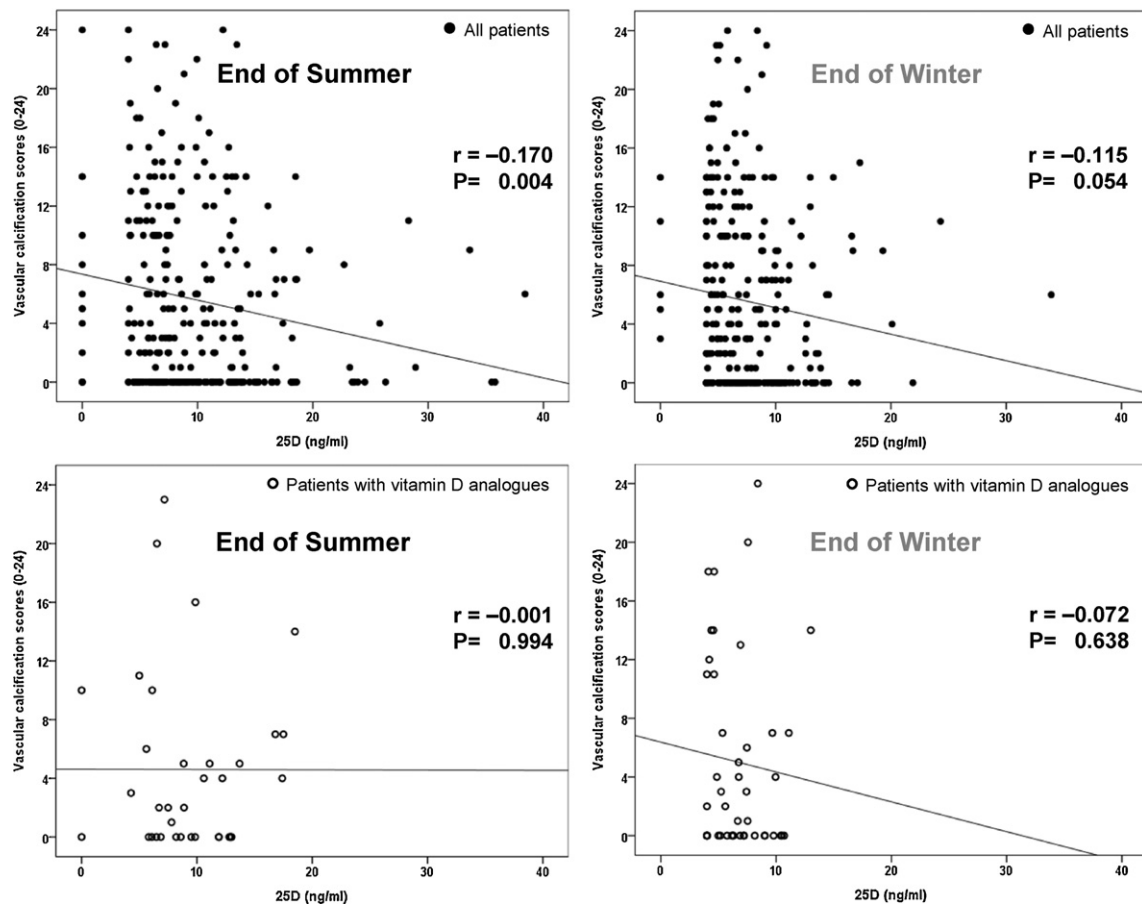 24
20
16
12
8
4
0
Vascular calcification scores (0-24)
All patients
End of Summer
r = –0.170
P= 0.004
0 10 20 30 40
25D (ng/ml)
24
20
16
12
8
4
0
Vascular calcification scores (0-24)
All patients
End of Winter
r = –0.115
P= 0.054
0 10 20 30 40
25D (ng/ml)
24
20
16
12
8
4
0
Vascular calcification scores (0-24)
Patients with vitamin D analogues
End of Summer
r = –0.001
P= 0.994
0 10 20 30 40
25D (ng/ml)
24
20
16
12
8
4
0
Vascular calcification scores (0-24)
Patients with vitamin D analogues
End of Winter
r = –0.072
P= 0.638
0 10 20 30 40
25D (ng/ml)